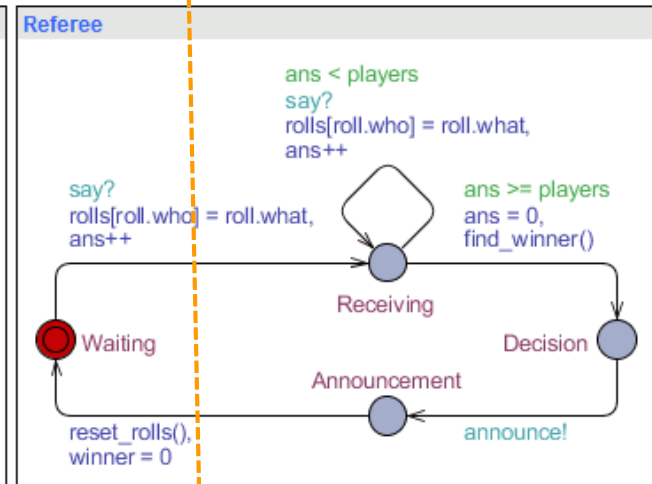 Referee
ans < players
say?
rolls[roll.who] = roll.what,
ans++
say?
rolls[roll.who] = roll.what,
ans++
ans >= players
ans = 0,
find_winner()
Receiving
Waiting
Decision
Announcement
reset_rolls(),
winner = 0
announce!